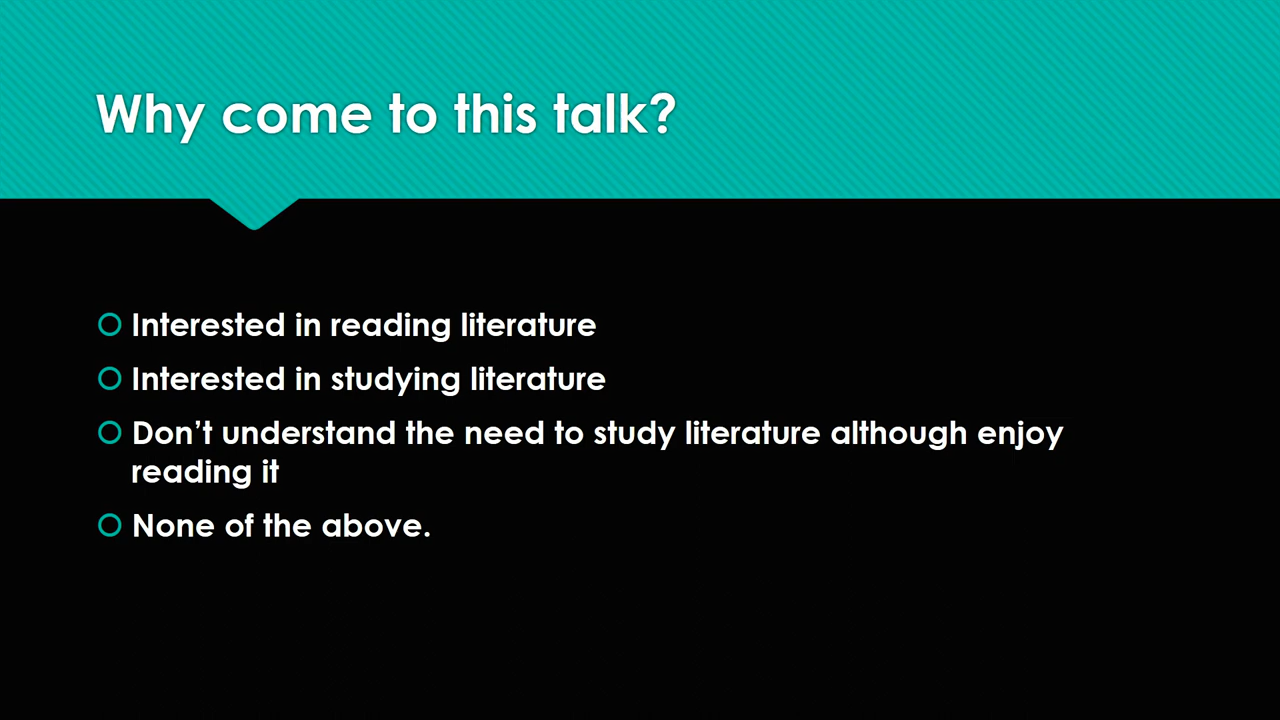 Why come to this talk?
Interested in reading literature
Interested in studying literature
Don’t understand the need to study literature although enjoy
reading it
None of the above.